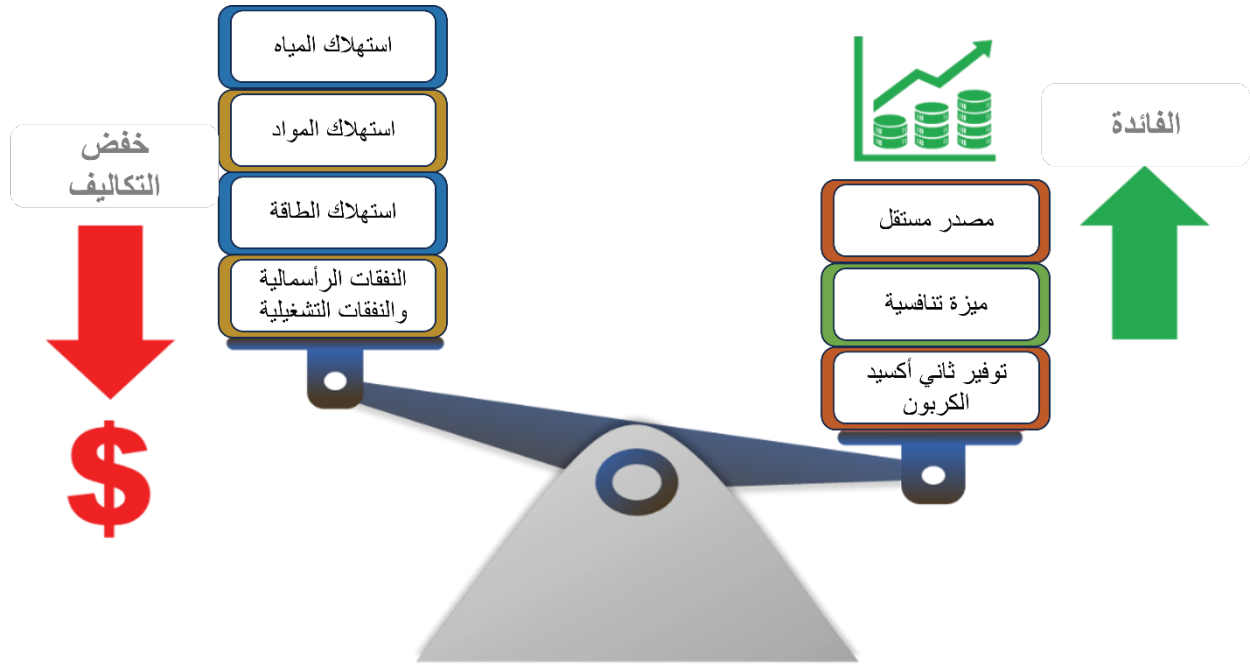 الفائدة
مصدر مستقل
ميزة تنافسية
توفير ثاني أكسيد
الكربون
استهلاك المياه
استهلاك المواد
استهلاك الطاقة
النفقات الرأسمالية
والنفقات التشغيلية
خفض
التكاليف
$